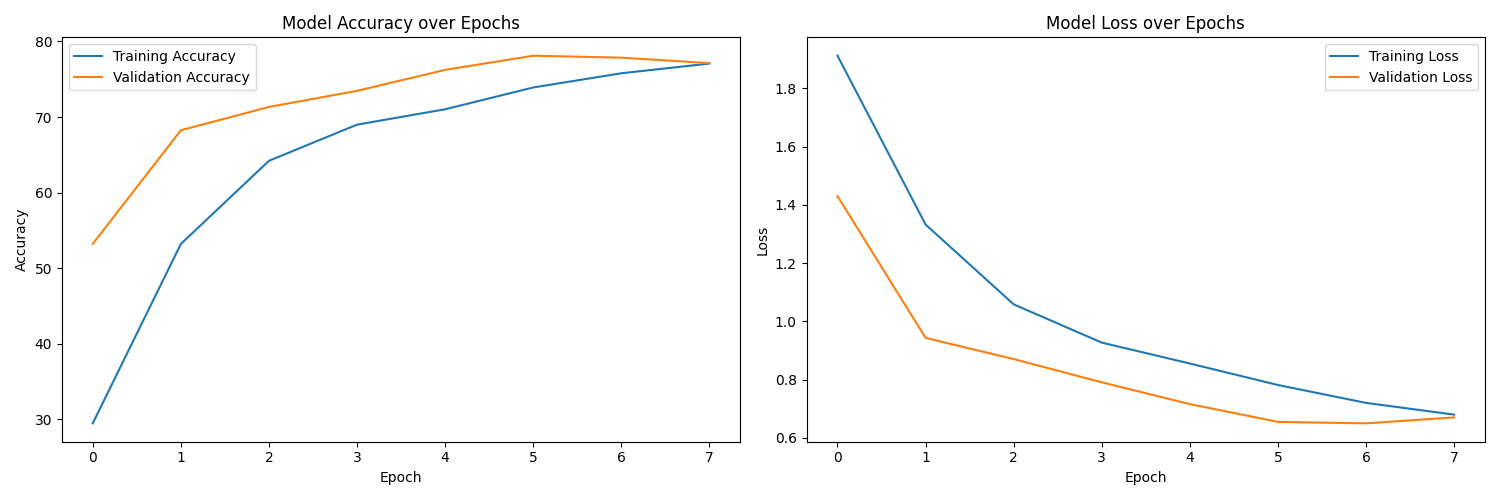 Model Accuracy over Epochs
80
70
60
50
40
30
Accuracy
Training Accuracy
Validation Accuracy
0 1 2 3 4 5 6 7
Epoch
Model Loss over Epochs
1.8
1.6
1.4
1.2
1.0
0.8
0.6
Loss
Training Loss
Validation Loss
0 1 2 3 4 5 6 7
Epoch